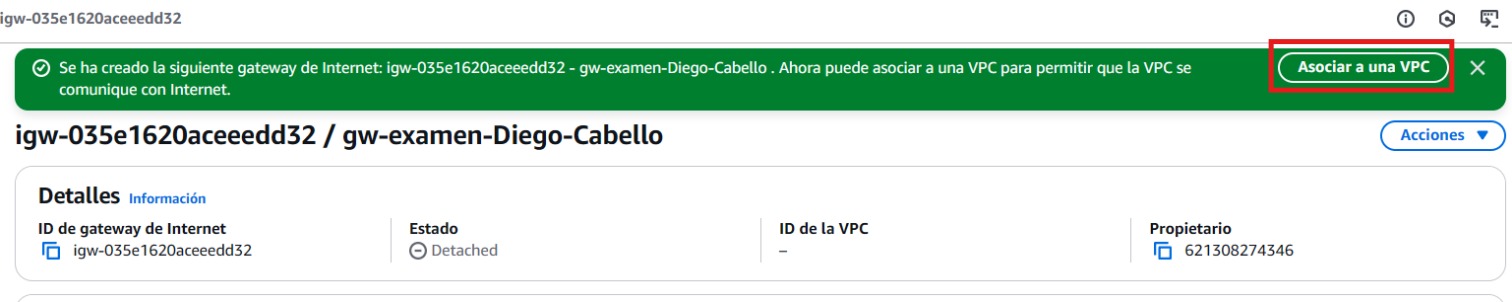 igw-035e1620aceeedd32
Se ha creado la siguiente gateway de Internet: igw-035e1620aceeedd32 - gw-examen-Diego-Cabello . Ahora puede asociar a una VPC para permitir que la VPC se
comunique con Internet.
Asociar a una VPC
igw-035e1620aceeedd32 / gw-examen-Diego-Cabello
Acciones
Detalles Información
ID de gateway de Internet
igw-035e1620aceeedd32
Estado
Detached
ID de la VPC
–
Propietario
621308274346